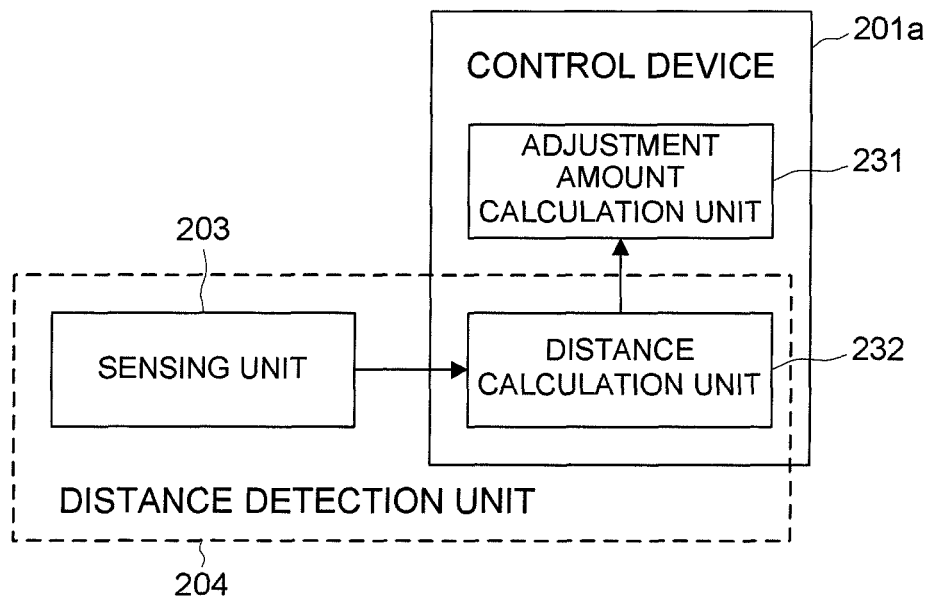 201a
CONTROL DEVICE
ADJUSTMENT
AMOUNT
CALCULATION UNIT
231
203
SENSING UNIT
DISTANCE
CALCULATION UNIT
232
DISTANCE DETECTION UNIT
204